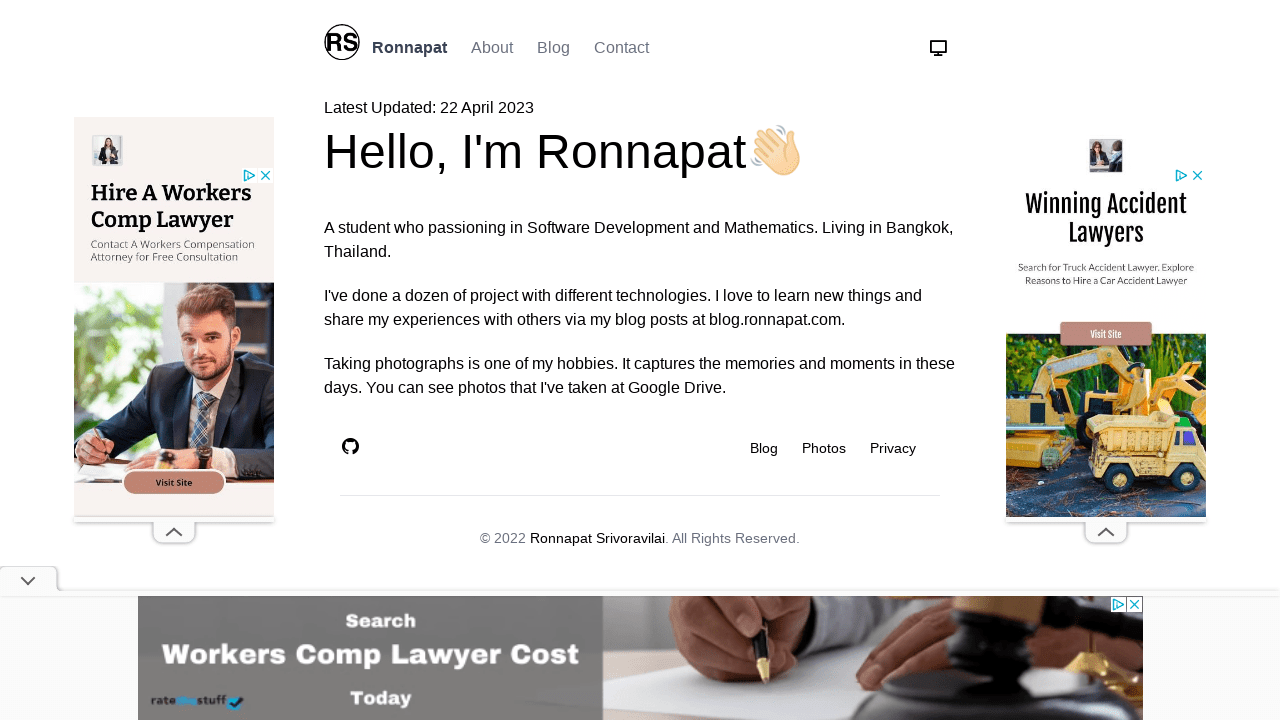 RS
Ronnapat About Blog Contact
Latest Updated: 22 April 2023
Hello, I'm Ronnapat
A student who passioning in Software Development and Mathematics. Living in Bangkok,
Thailand.
I've done a dozen of project with different technologies. I love to learn new things and
share my experiences with others via my blog posts at blog.ronnapat.com.
Taking photographs is one of my hobbies. It captures the memories and moments in these
days. You can see photos that I've taken at Google Drive.
Blog Photos Privacy
© 2022 Ronnapat Srivoravilai. All Rights Reserved.
Hire A Workers
Comp Lawyer
Contact A Workers Compensation
Attorney for Free Consultation
Visit Site
Winning Accident
Lawyers
Search for Truck Accident Lawyer. Explore
Reasons to Hire a Car Accident Lawyer
Visit Site
Search
Workers Comp Lawyer Cost
Today